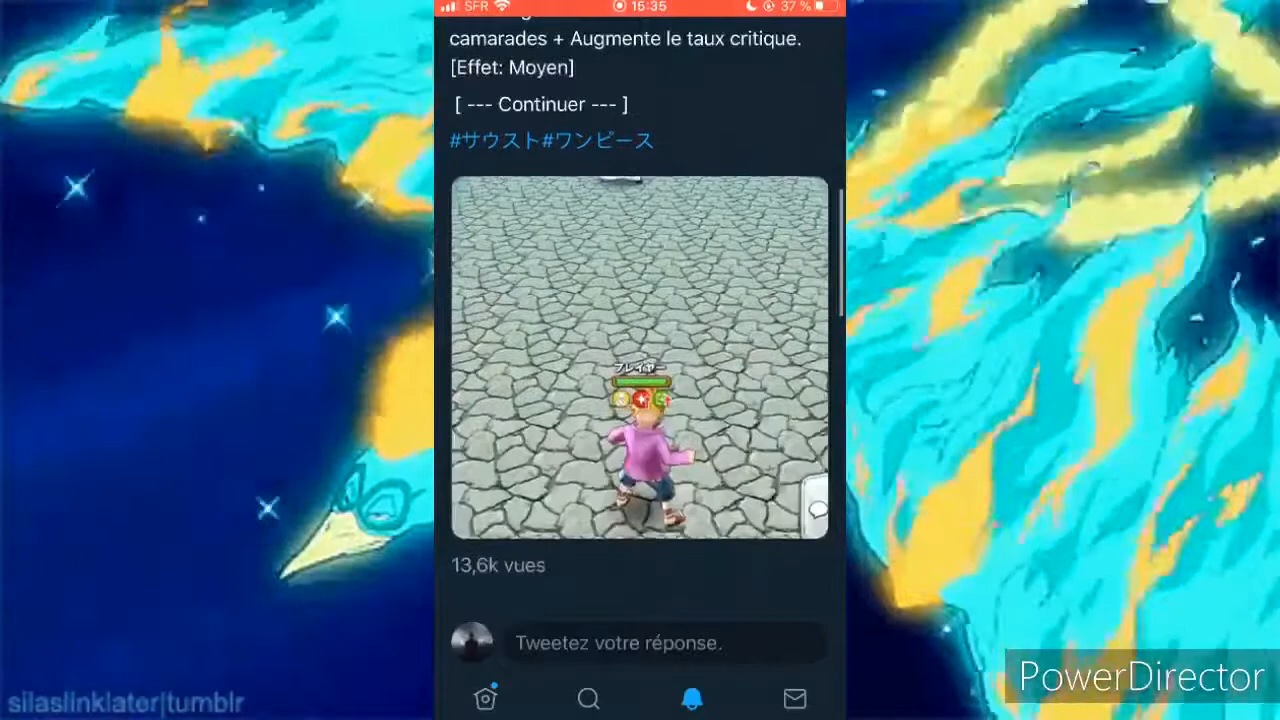 SFR 15:35 37 %
camarades + Augmente le taux critique.
[Effet: Moyen]
[ --- Continuer --- ]
#サウスト#ワンピース
プレイヤー
13,6k vues
Tweetez votre réponse.
silaslinklater|tumblr
PowerDirector